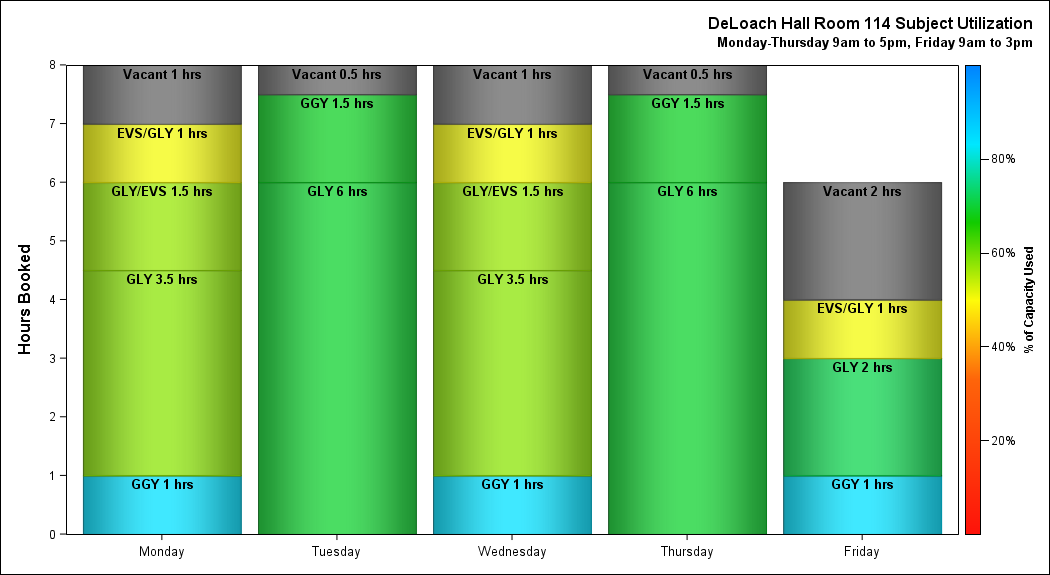 DeLoach Hall Room 114 Subject Utilization
Monday-Thursday 9am to 5pm, Friday 9am to 3pm
Hours Booked
8
7
6
5
4
3
2
1
0
Vacant 1 hrs
EVS/GLY 1 hrs
GLY/EVS 1.5 hrs
GLY 3.5 hrs
GGY 1 hrs
Vacant 0.5 hrs
GGY 1.5 hrs
GLY 6 hrs
Vacant 1 hrs
EVS/GLY 1 hrs
GLY/EVS 1.5 hrs
GLY 3.5 hrs
GGY 1 hrs
Vacant 0.5 hrs
GGY 1.5 hrs
GLY 6 hrs
Vacant 2 hrs
EVS/GLY 1 hrs
GLY 2 hrs
GGY 1 hrs
Monday
Tuesday
Wednesday
Thursday
Friday
80%
60%
40%
20%
% of Capacity Used